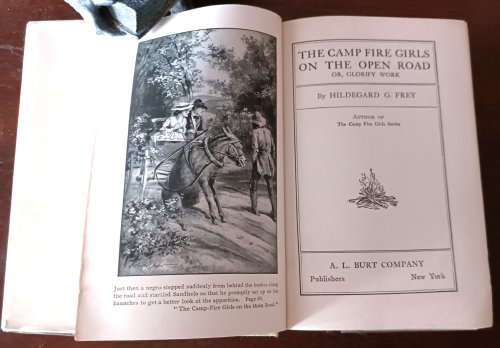 Just then a negro stepped suddenly from behind the bushes along
the road and startled Sandhelo so that he promptly sat up on his
haunches to get a better look at the apparition. Page 10.
"The Camp-Fire Girls on the Open Road."
THE CAMP FIRE GIRLS
ON THE OPEN ROAD
OR, GLORIFY WORK
By HILDEGARD G. FREY
AUTHOR OF
The Camp Fire Girls Series
A. L. BURT COMPANY
Publishers New York